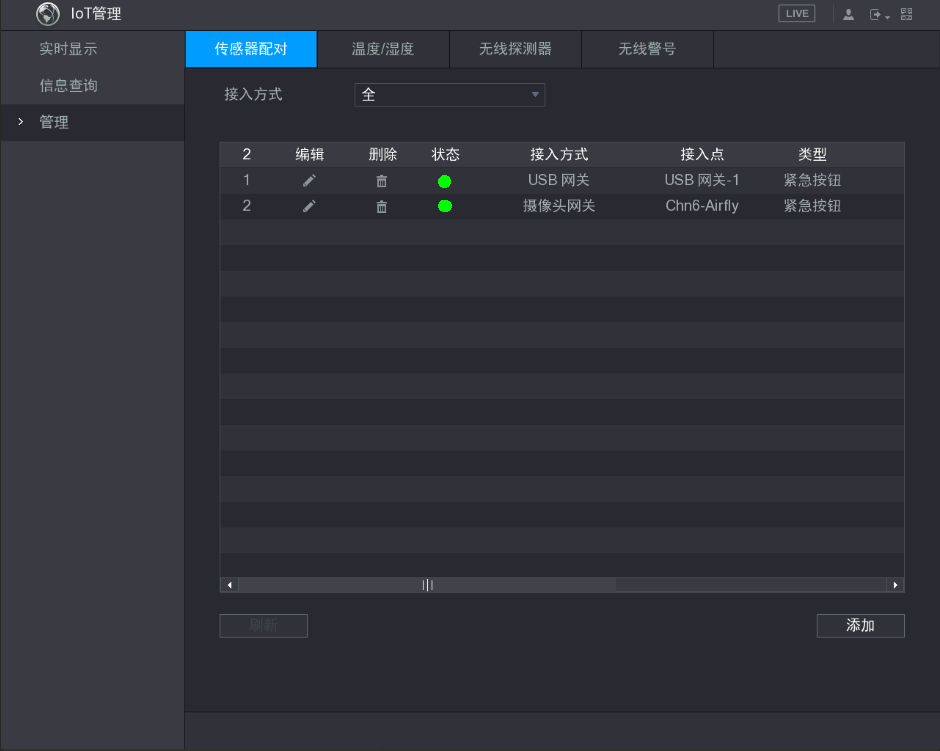 IoT管理
LIVE
实时显示
信息查询
管理
传感器配对 温度/湿度 无线探测器 无线警号
接入方式 全
2 编辑 删除 状态 接入方式 接入点 类型
1 USB 网关 USB 网关-1 紧急按钮
2 摄像头网关 Chn6-Airfly 紧急按钮
刷新 添加